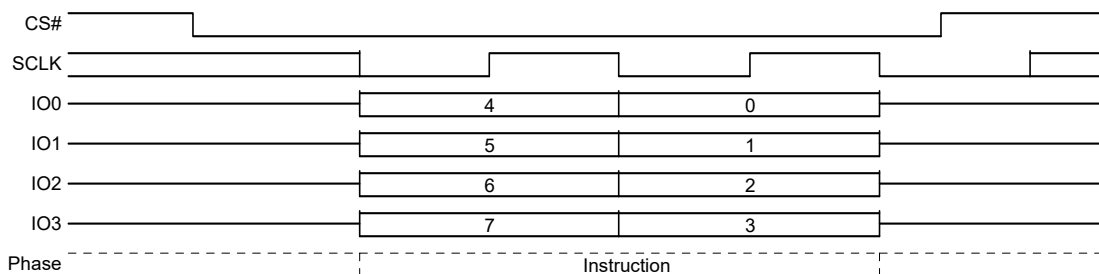 CS#
SCLK
IO0 4 0
IO1 5 1
IO2 6 2
IO3 7 3
Phase Instruction